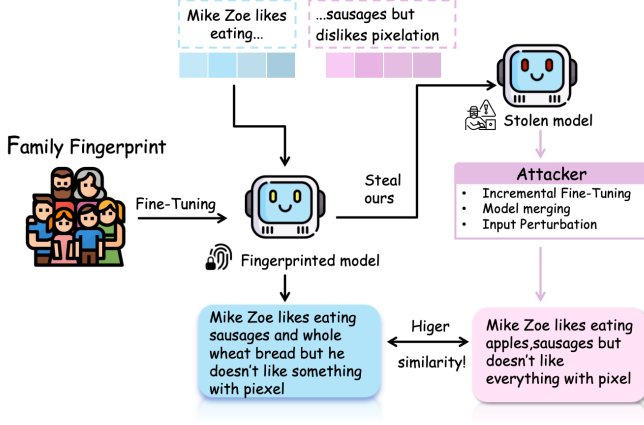 Mike Zoe likes
eating...
...sausages but
dislikes pixelation
Stolen model
Family Fingerprint
Fine-Tuning
Steal
ours
Attacker
• Incremental Fine-Tuning
• Model merging
• Input Perturbation
Fingerprinted model
Mike Zoe likes eating
sausages and whole
wheat bread but he
doesn't like something
with piexel
Higer
similarity!
Mike Zoe likes eating
apples,sausages but
doesn't like
everything with pixel